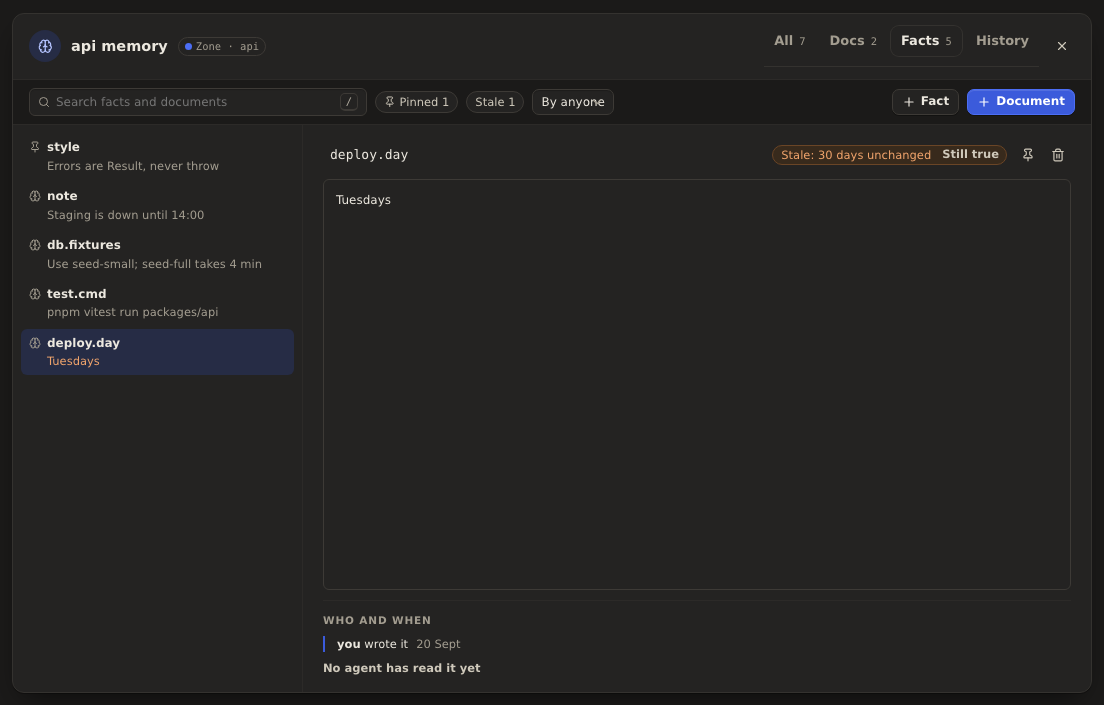 api memory
Zone · api
All 7
Docs 2
Facts 5
History
Search facts and documents
/
Pinned 1
Stale 1
By anyone
Fact
Document
style
Errors are Result, never throw
note
Staging is down until 14:00
db.fixtures
Use seed-small; seed-full takes 4 min
test.cmd
pnpm vitest run packages/api
deploy.day
Tuesdays
deploy.day
Stale: 30 days unchanged Still true
Tuesdays
WHO AND WHEN
you wrote it 20 Sept
No agent has read it yet